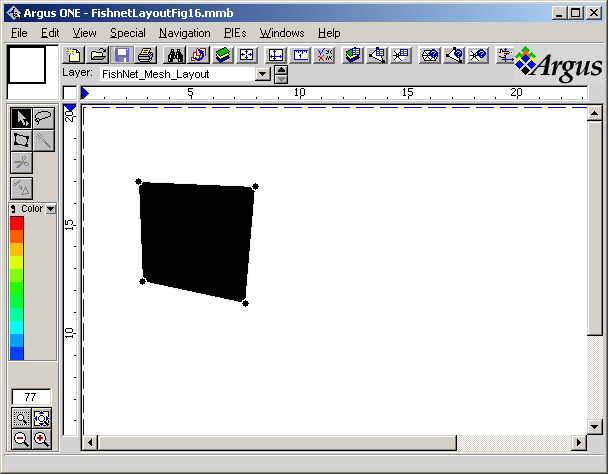 Argus ONE - FishnetLayoutFig16.mmb
File Edit View Special Navigation PIEs Windows Help
Layer: FishNet_Mesh_Layout
Argus
5 10 15 20
20
15
10
Color
77